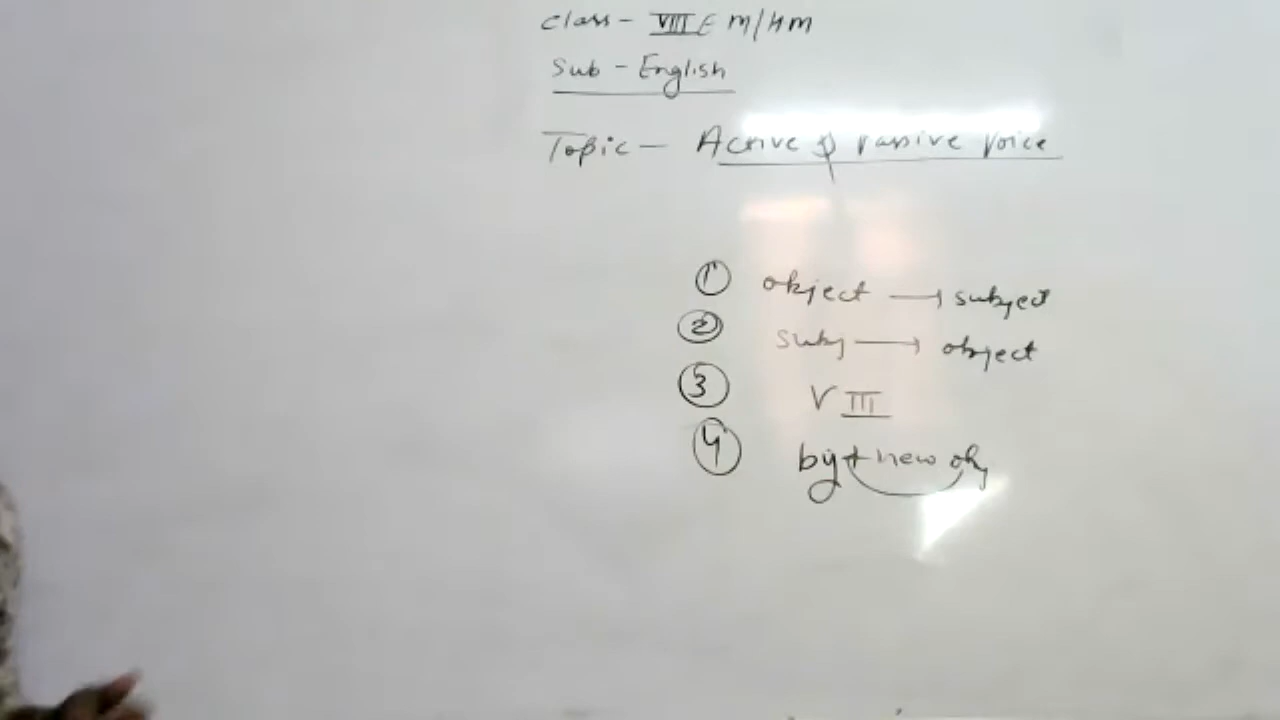 Class - VIII E M/HM
Sub - English
Topic - Active & passive voice
① object → subject
② subj → object
③ V III
④ by + new obj